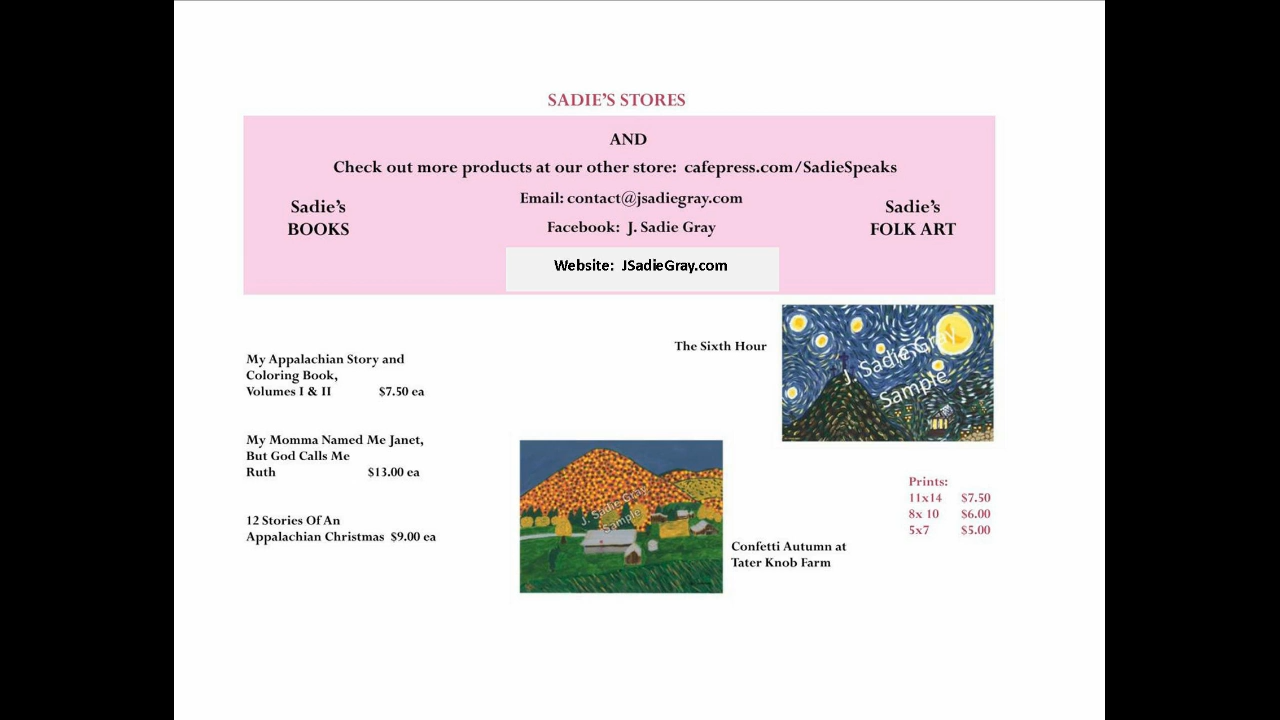 SADIE'S STORES
AND
Check out more products at our other store: cafepress.com/SadieSpeaks
Email: contact@jsadiegray.com
Facebook: J. Sadie Gray
Website: JSadieGray.com
Sadie's
BOOKS
Sadie's
FOLK ART
My Appalachian Story and
Coloring Book,
Volumes I & II $7.50 ea
My Momma Named Me Janet,
But God Calls Me
Ruth $13.00 ea
12 Stories Of An
Appalachian Christmas $9.00 ea
The Sixth Hour
J. Sadie Gray
Sample
J. Sadie Gray
Sample
Confetti Autumn at
Tater Knob Farm
Prints:
11x14 $7.50
8x 10 $6.00
5x7 $5.00